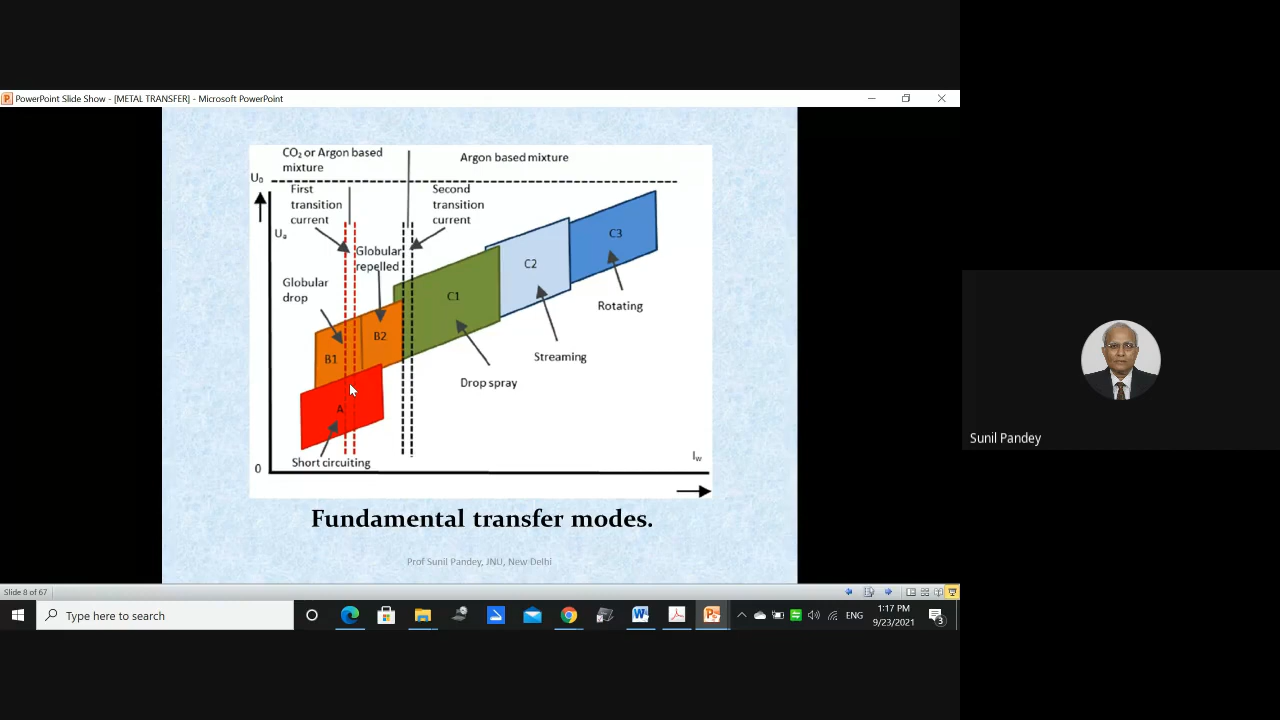 PowerPoint Slide Show - [METAL TRANSFER] - Microsoft PowerPoint
CO₂ or Argon based
mixture
Argon based mixture
U₀
First
transition
current
Second
transition
current
Uₐ
Globular
repelled
Globular
drop
C3
C2
C1
Rotating
B2
B1
Streaming
Drop spray
A
Short circuiting
Iw
0
Fundamental transfer modes.
Prof Sunil Pandey, JNU, New Delhi
Slide 8 of 67
Type here to search
ENG
1:17 PM
9/23/2021
3
Sunil Pandey